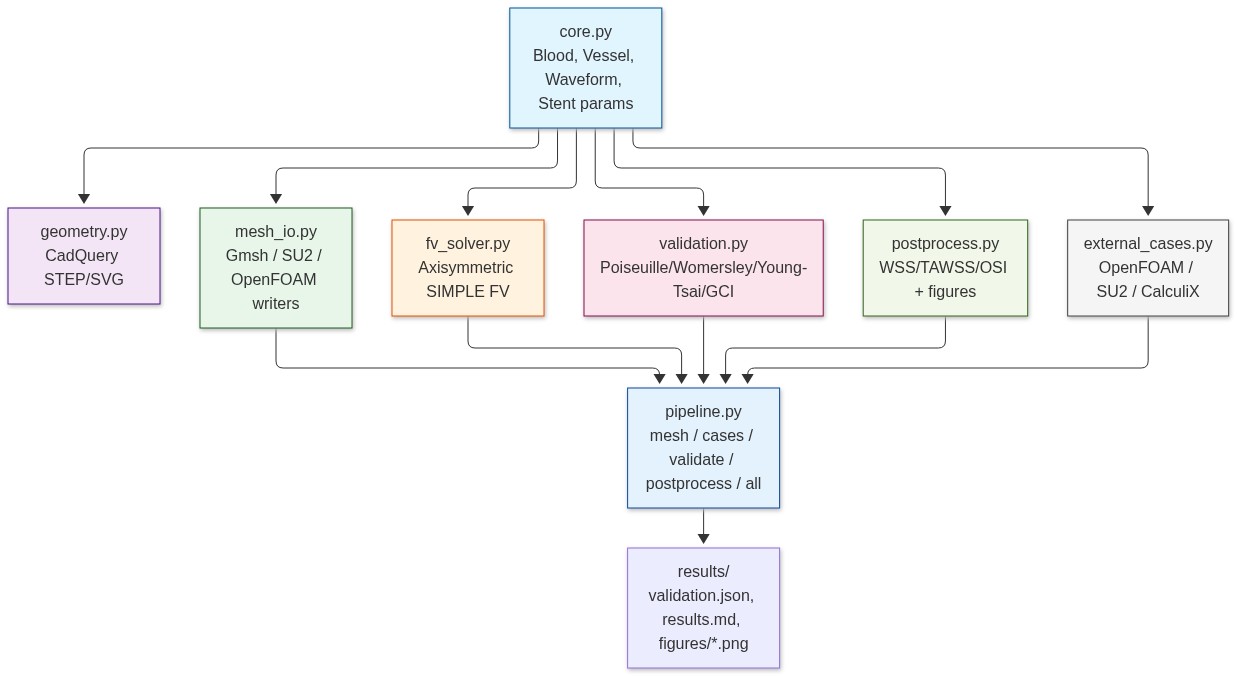 core.py
Blood, Vessel,
Waveform,
Stent params
geometry.py
CadQuery
STEP/SVG
mesh_io.py
Gmsh / SU2 /
OpenFOAM
writers
fv_solver.py
Axisymmetric
SIMPLE FV
validation.py
Poiseuille/Womersley/Young-
Tsai/GCI
postprocess.py
WSS/TAWSS/OSI
+ figures
external_cases.py
OpenFOAM /
SU2 / CalculiX
pipeline.py
mesh / cases /
validate /
postprocess / all
results/
validation.json,
results.md,
figures/*.png